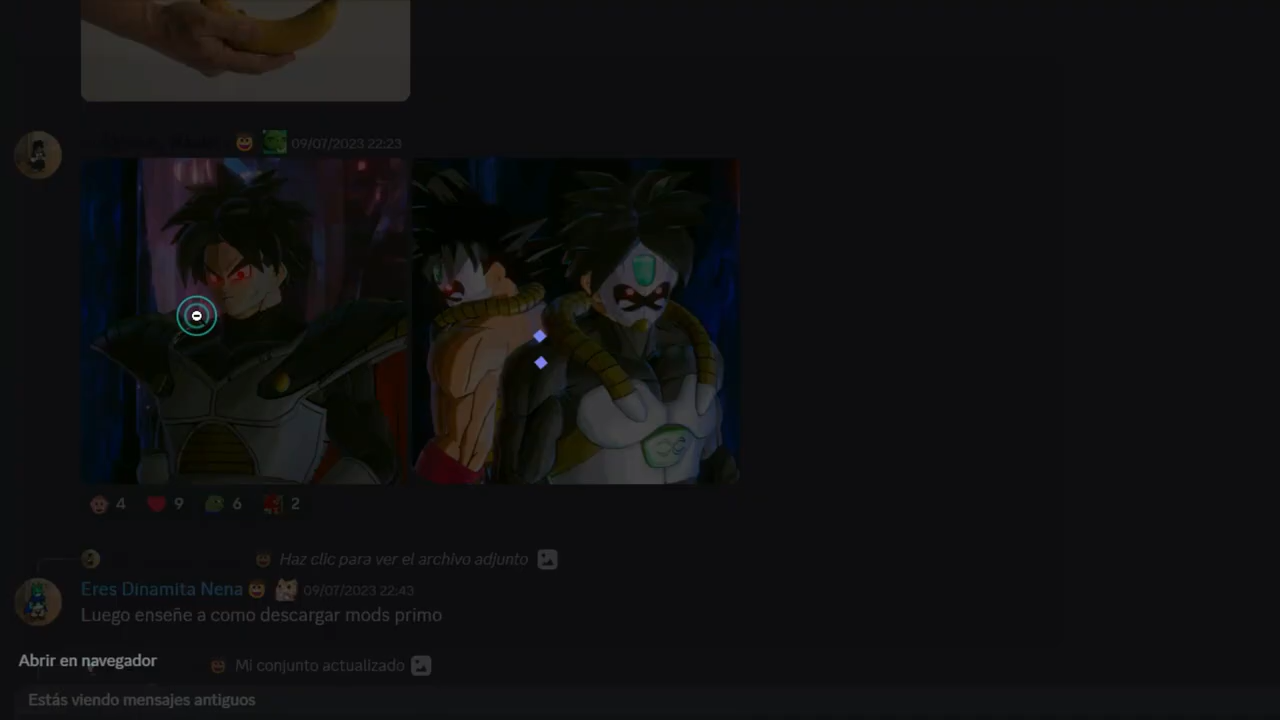 09/07/2023 22:23
4 9 6 2
Haz clic para ver el archivo adjunto
Eres Dinamita Nena 09/07/2023 22:43
Luego enseñe a como descargar mods primo
Abrir en navegador
Mi conjunto actualizado
Estás viendo mensajes antiguos